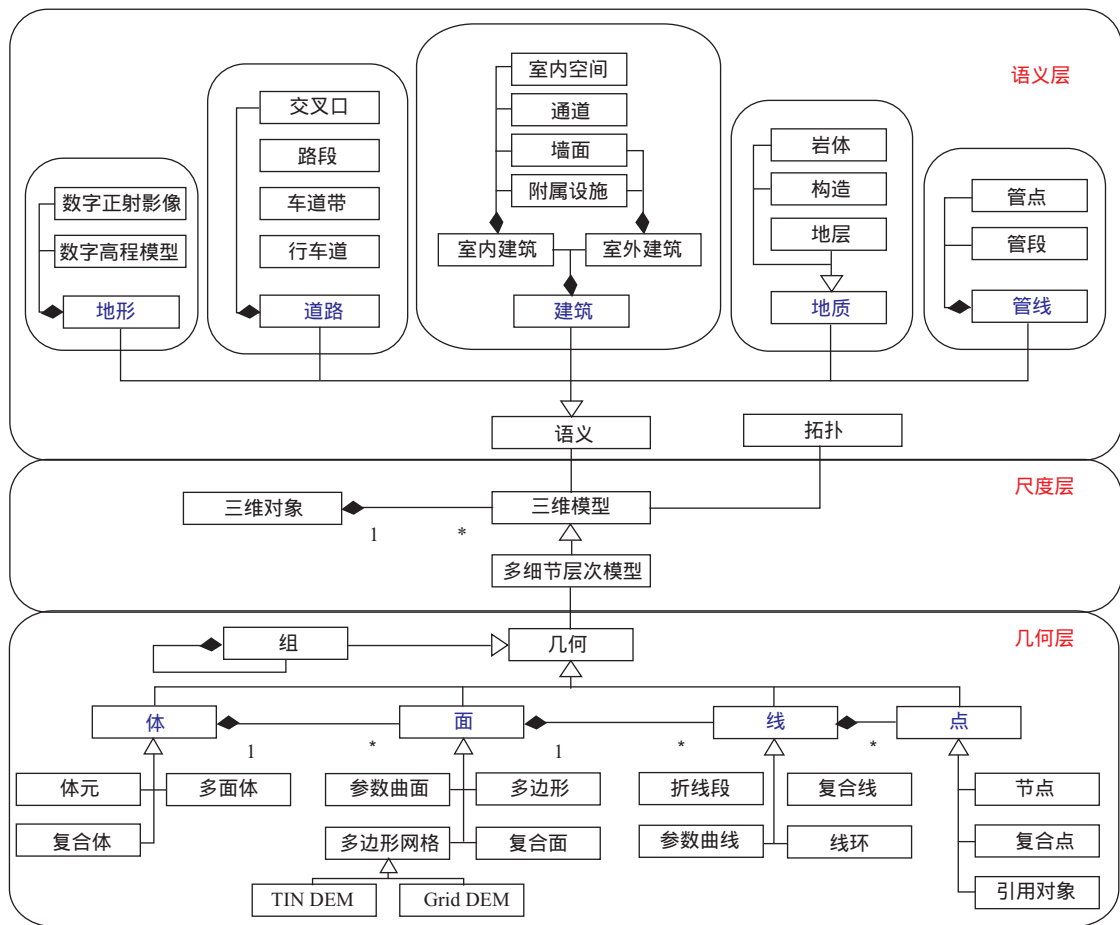 语义层
室内空间
通道
墙面
附属设施
室内建筑
室外建筑
建筑
交叉口
路段
车道带
行车道
道路
数字正射影像
数字高程模型
地形
岩体
构造
地层
地质
管点
管段
管线
语义
拓扑
尺度层
三维对象
1
*
三维模型
多细节层次模型
几何层
组
几何
体
1
*
面
1
*
线
*
点
体元
多面体
复合体
参数曲面
多边形
多边形网格
复合面
TIN DEM
Grid DEM
折线段
复合线
参数曲线
线环
节点
复合点
引用对象